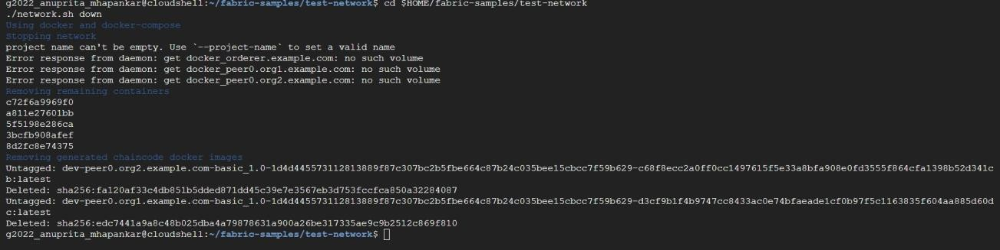 g2022_anuprita_mhapankar@cloudshell:~/fabric-samples/test-network$ cd $HOME/fabric-samples/test-network
./network.sh down
Using docker and docker-compose
Stopping network
project name can't be empty. Use `--project-name` to set a valid name
Error response from daemon: get docker_orderer.example.com: no such volume
Error response from daemon: get docker_peer0.org1.example.com: no such volume
Error response from daemon: get docker_peer0.org2.example.com: no such volume
Removing remaining containers
c72f6a9969f0
a811e27601bb
5f5198e286ca
3bcfb908afef
8d2fc8e74375
Removing generated chaincode docker images
Untagged: dev-peer0.org2.example.com-basic_1.0-1d4d445573112813889f87c307bc2b5fbe664c87b24c035bee15cbcc7f59b629-c68f8ecc2a0ff0cc1497615f5e33a8bfa908e0fd3555f864cfa1398b52d341c
b:latest
Deleted: sha256:fa120af33c4db851b5dded871dd45c39e7e3567eb3d753fccfca850a32284087
Untagged: dev-peer0.org1.example.com-basic_1.0-1d4d445573112813889f87c307bc2b5fbe664c87b24c035bee15cbcc7f59b629-d3cf9b1f4b9747cc8433ac0e74bfaeade1cf0b97f5c1163835f604aa885d60d
c:latest
Deleted: sha256:edc7441a9a8c48b025dba4a79878631a900a26be317335ae9c9b2512c869f810
g2022_anuprita_mhapankar@cloudshell:~/fabric-samples/test-network$